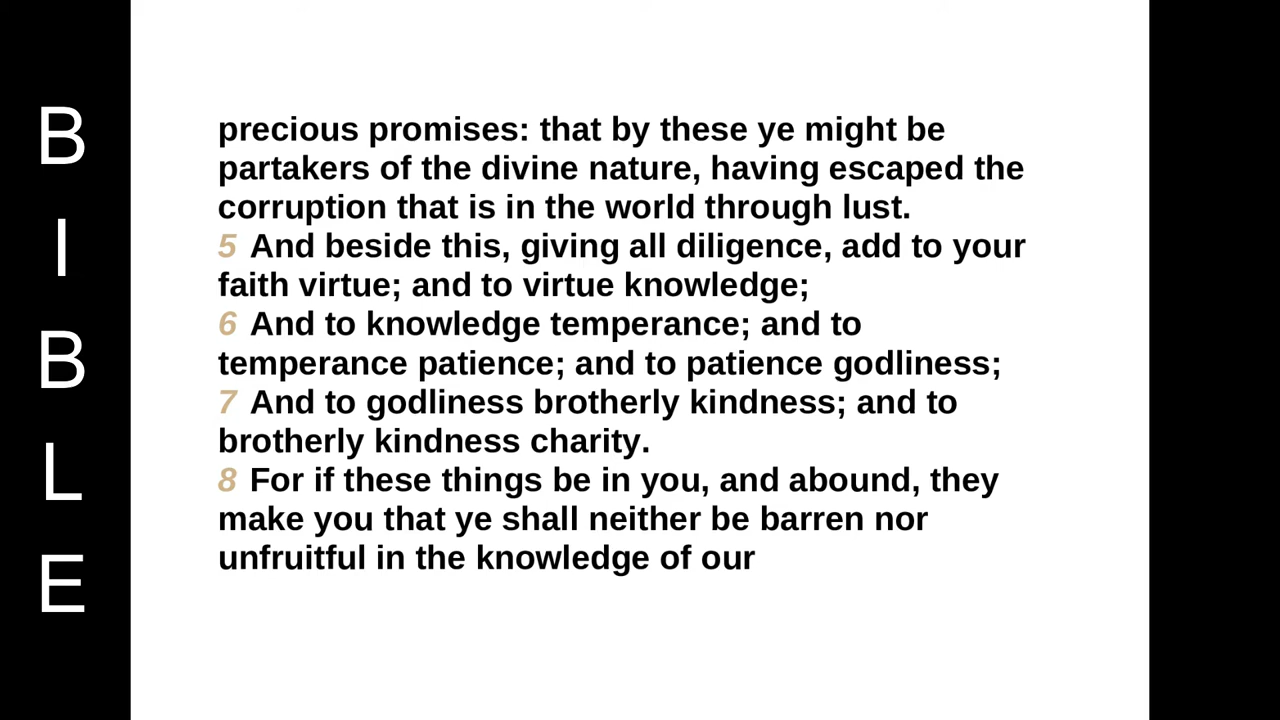 BIBLE
precious promises: that by these ye might be
partakers of the divine nature, having escaped the
corruption that is in the world through lust.
5 And beside this, giving all diligence, add to your
faith virtue; and to virtue knowledge;
6 And to knowledge temperance; and to
temperance patience; and to patience godliness;
7 And to godliness brotherly kindness; and to
brotherly kindness charity.
8 For if these things be in you, and abound, they
make you that ye shall neither be barren nor
unfruitful in the knowledge of our